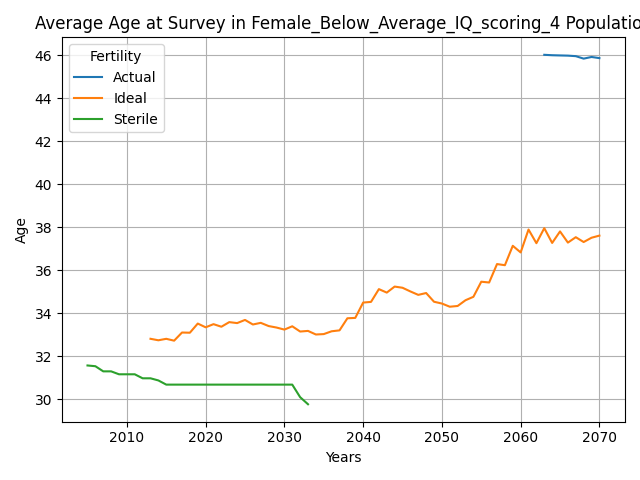 Average Age at Survey in Female_Below_Average_IQ_scoring_4 Populatio
Fertility
Actual
Ideal
Sterile
46
44
42
40
38
36
34
32
30
Age
2010 2020 2030 2040 2050 2060 2070
Years